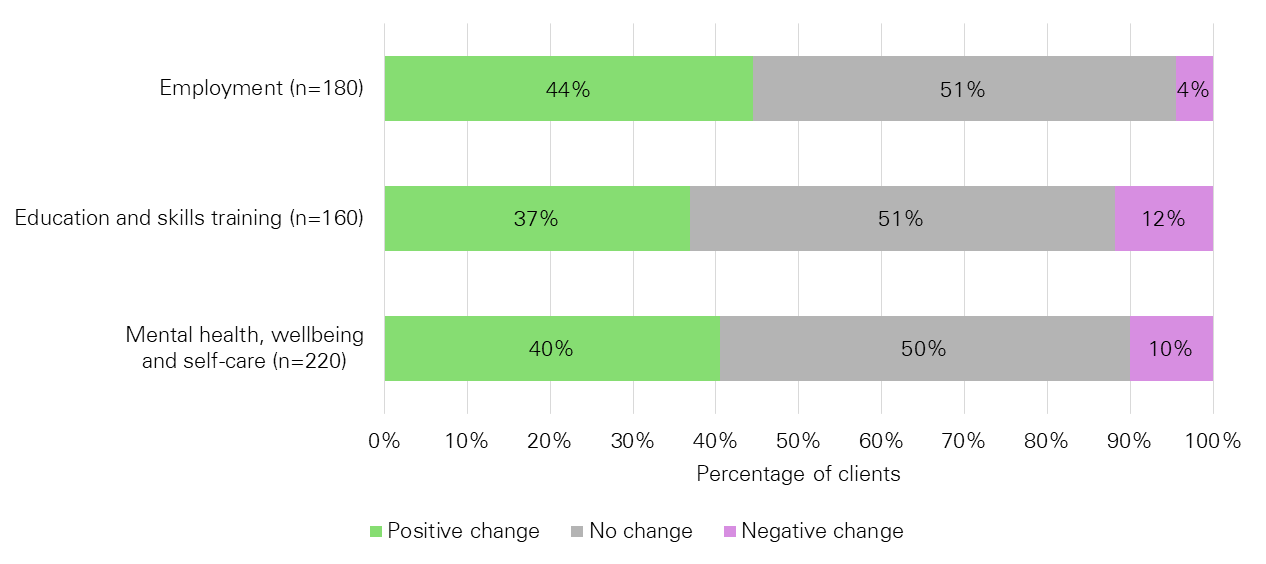 Employment (n=180)
44%
51%
4%
Education and skills training (n=160)
37%
51%
12%
Mental health, wellbeing
and self-care (n=220)
40%
50%
10%
0% 10% 20% 30% 40% 50% 60% 70% 80% 90% 100%
Percentage of clients
Positive change No change Negative change